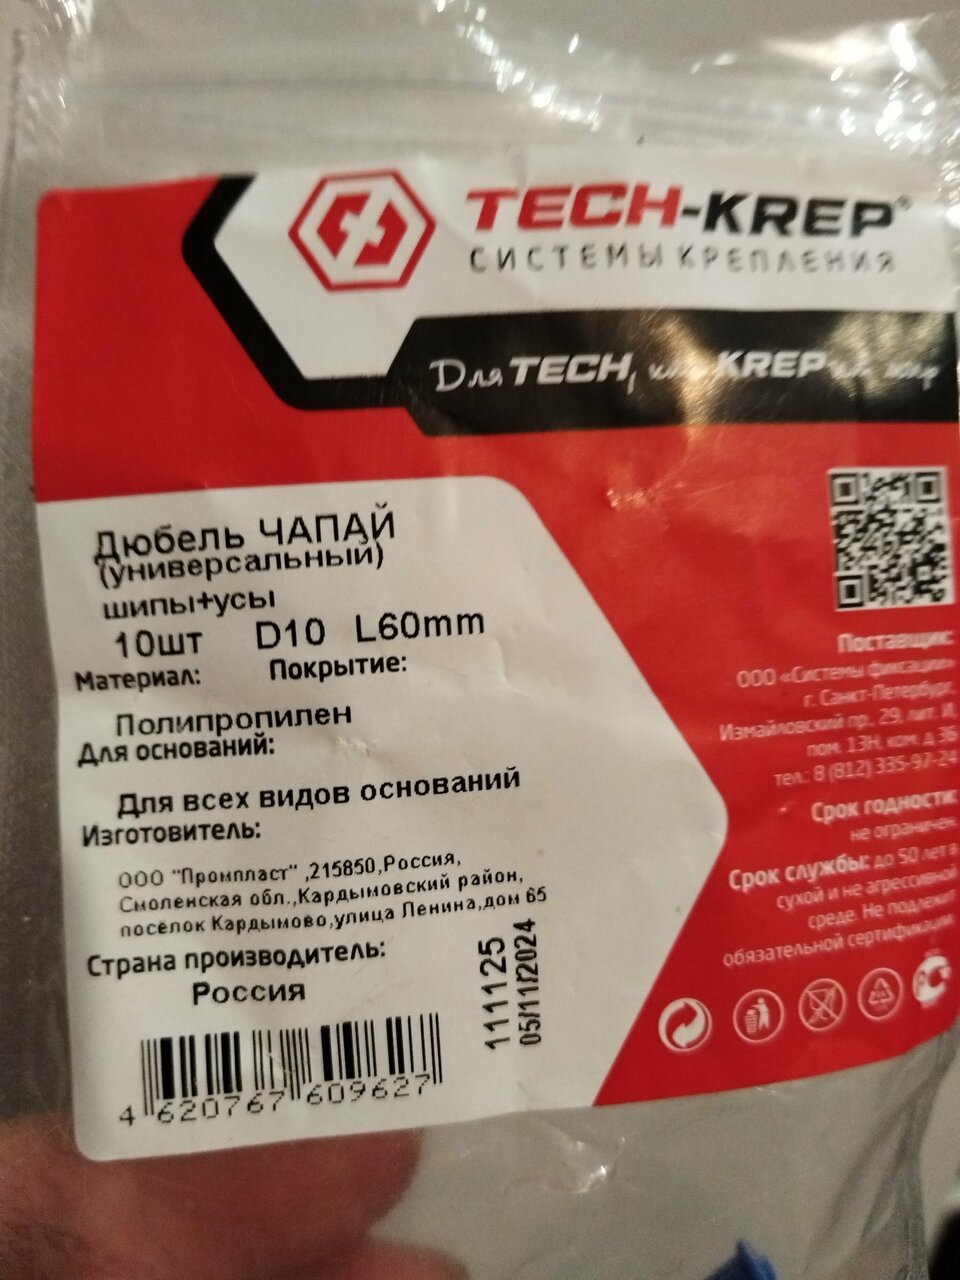 TECH-KREP®
СИСТЕМЫ КРЕПЛЕНИЯ
Для TECH, KREP
Дюбель ЧАПАЙ
(универсальный)
шипы+усы
10шт D10 L60mm
Материал: Покрытие:
Полипропилен
Для оснований:
Для всех видов оснований
Изготовитель:
ООО "Промпласт" ,215850,Россия,
Смоленская обл.,Кардымовский район,
посёлок Кардымово,улица Ленина,дом 65
Страна производитель:
Россия
111125
05/11/2024
4 620767 609627
Поставщик:
ООО «Системы фиксации»
г. Санкт-Петербург,
Измайловский пр., 29, лит. И,
пом. 13Н, ком. д 36
тел.: 8 (812) 335-97-24
Срок годности:
не ограничен.
Срок службы: до 50 лет в
сухой и не агрессивной
среде. Не подлежит
обязательной сертификации.